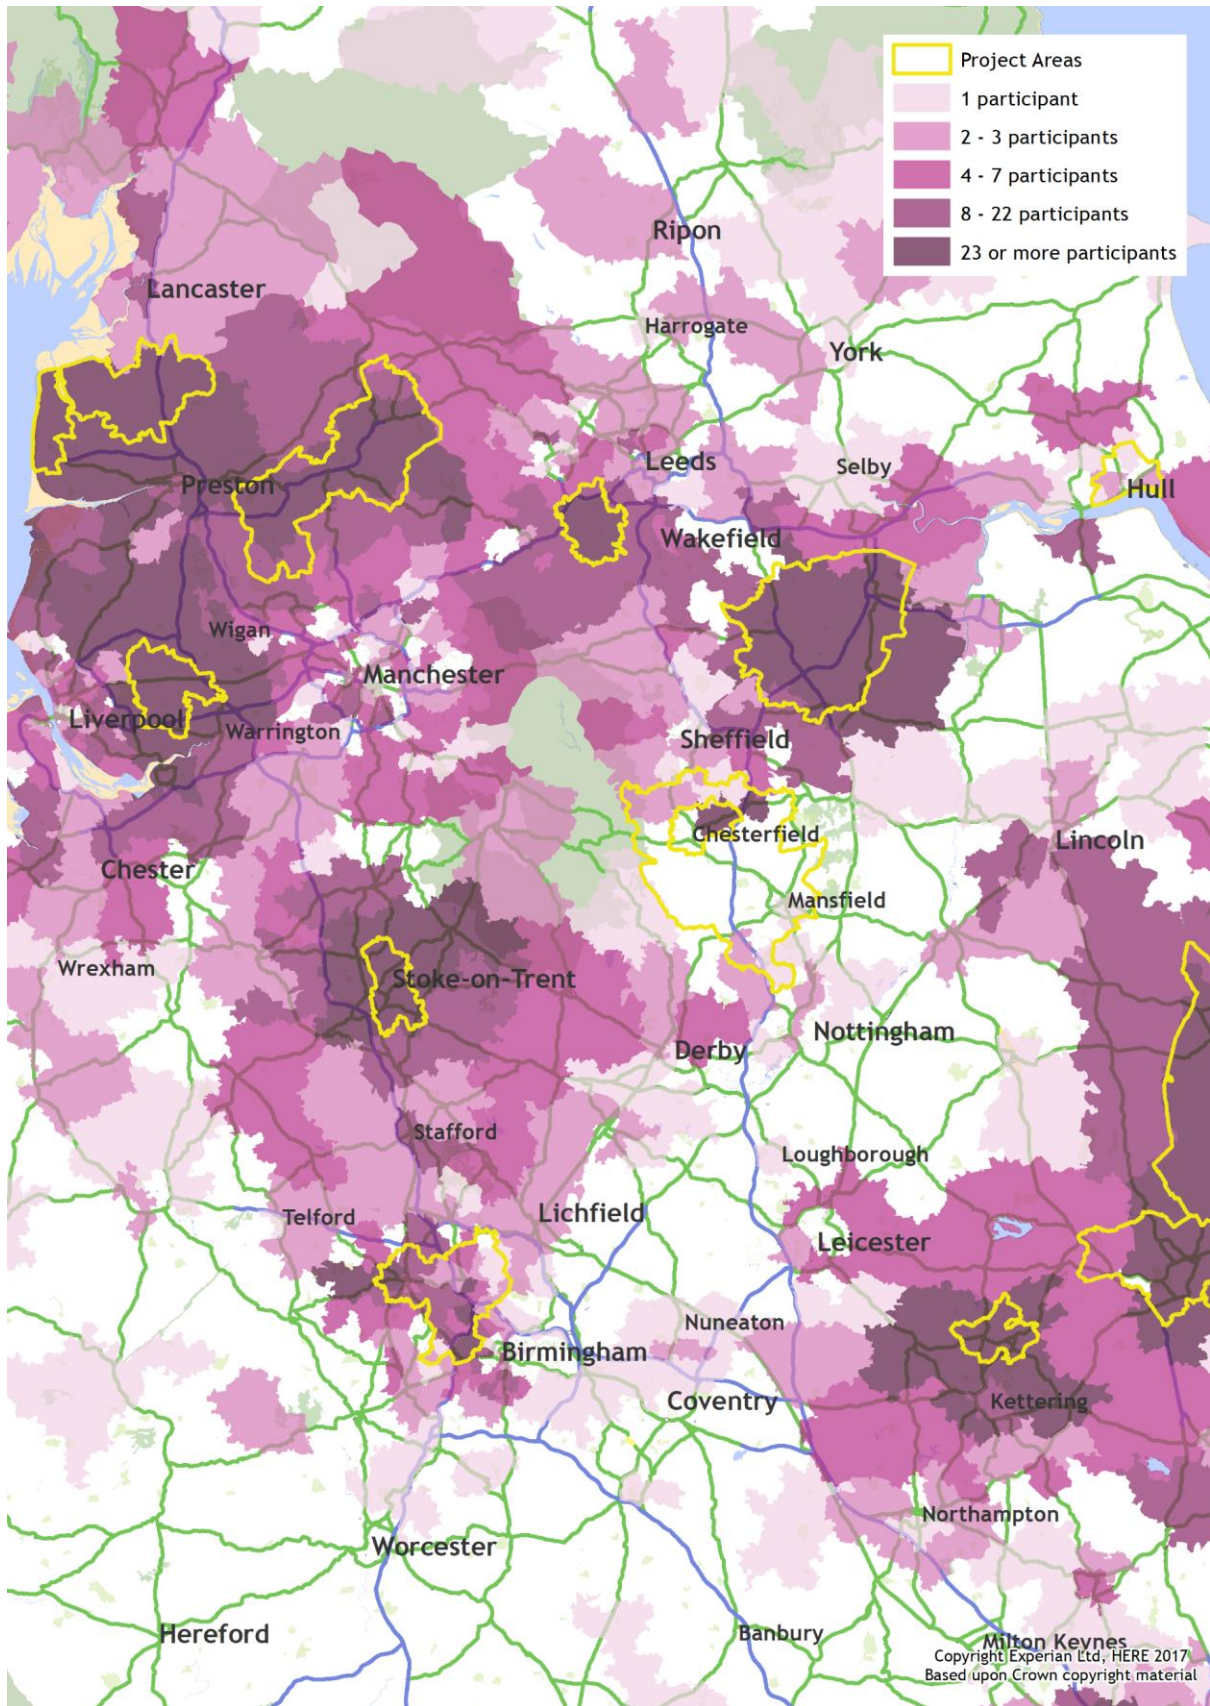 Project Areas
1 participant
2 - 3 participants
4 - 7 participants
8 - 22 participants
23 or more participants
Ripon
Lancaster
Harrogate
York
Leeds
Selby
Preston
Hull
Wakefield
Wigan
Manchester
Liverpool
Warrington
Sheffield
Chesterfield
Lincoln
Chester
Mansfield
Wrexham
Stoke-on-Trent
Nottingham
Derby
Stafford
Loughborough
Telford
Lichfield
Leicester
Nuneaton
Birmingham
Coventry
Kettering
Northampton
Worcester
Hereford
Banbury
Milton Keynes
Copyright Experian Ltd, HERE 2017
Based upon Crown copyright material